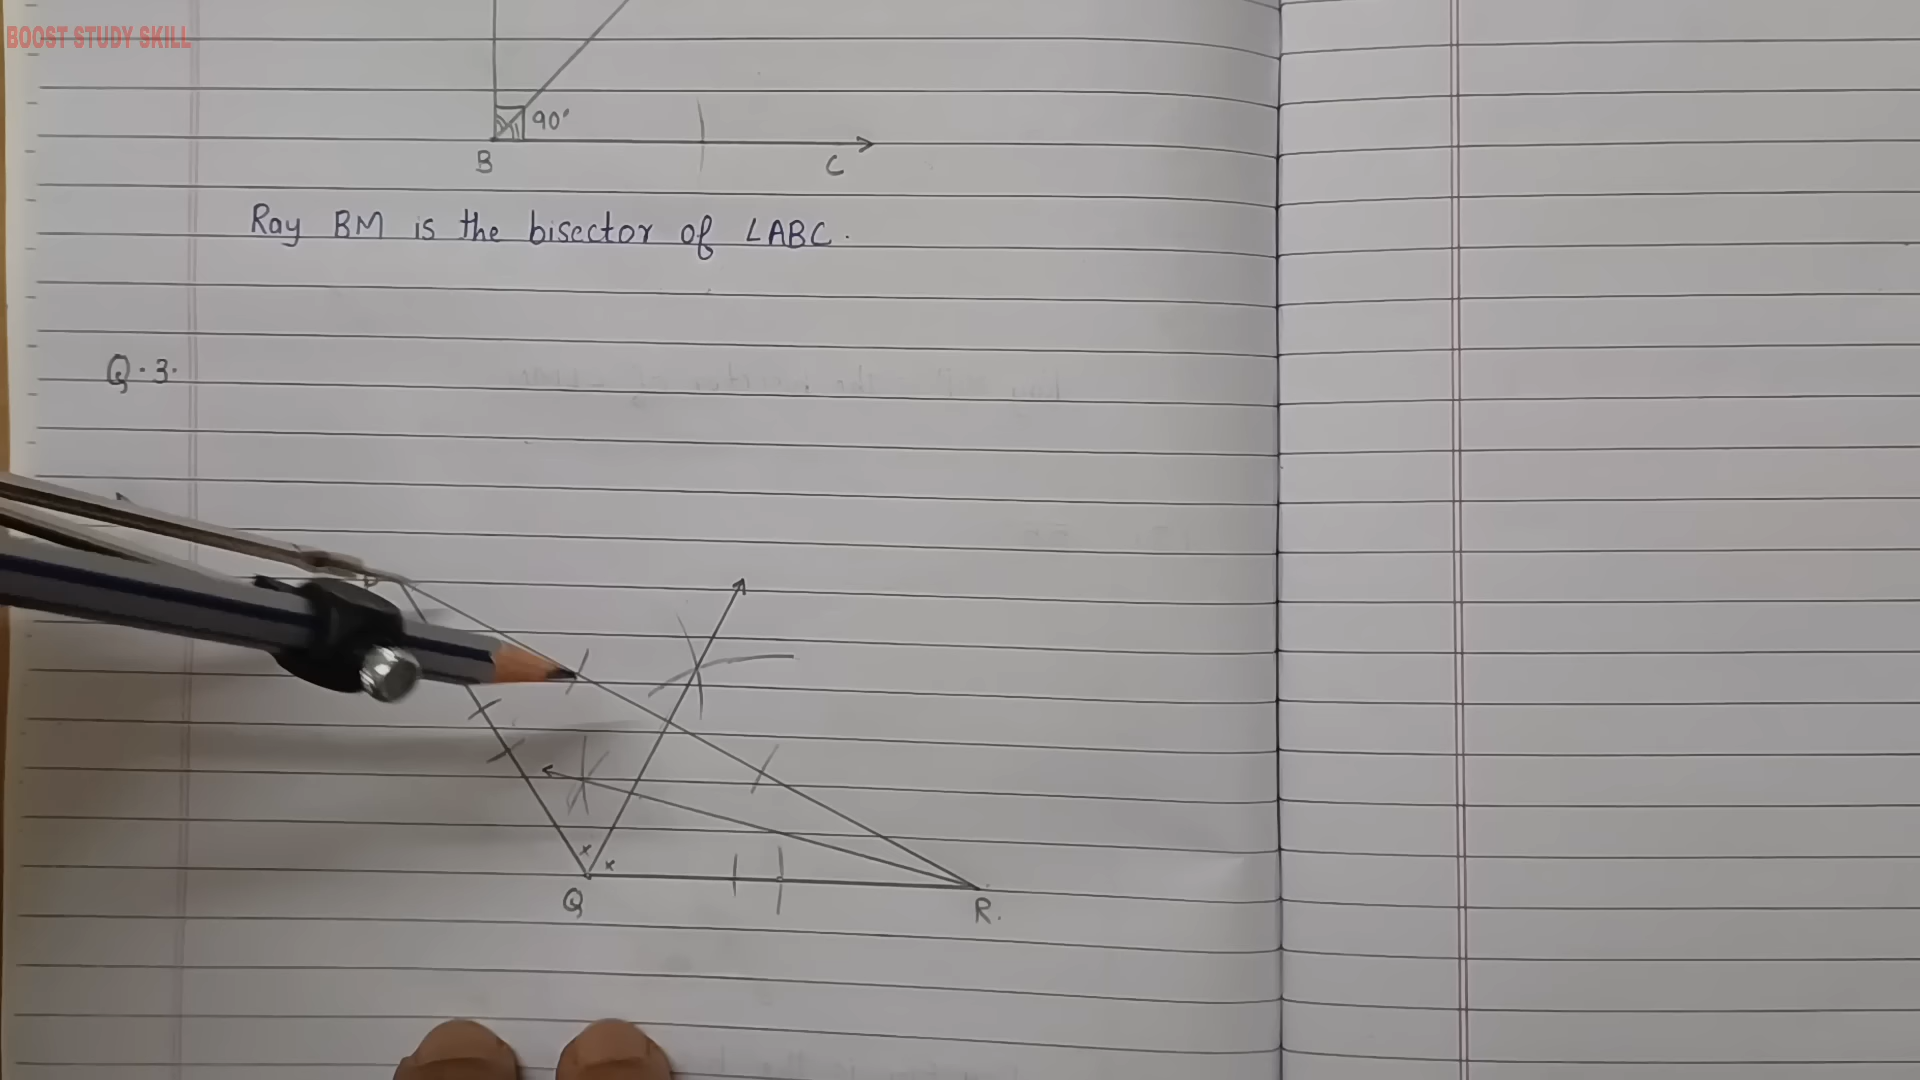 BOOST STUDY SKILL
90°
B
C
Ray BM is the bisector of ∠ABC.
Q.3.
x
x
Q
R.